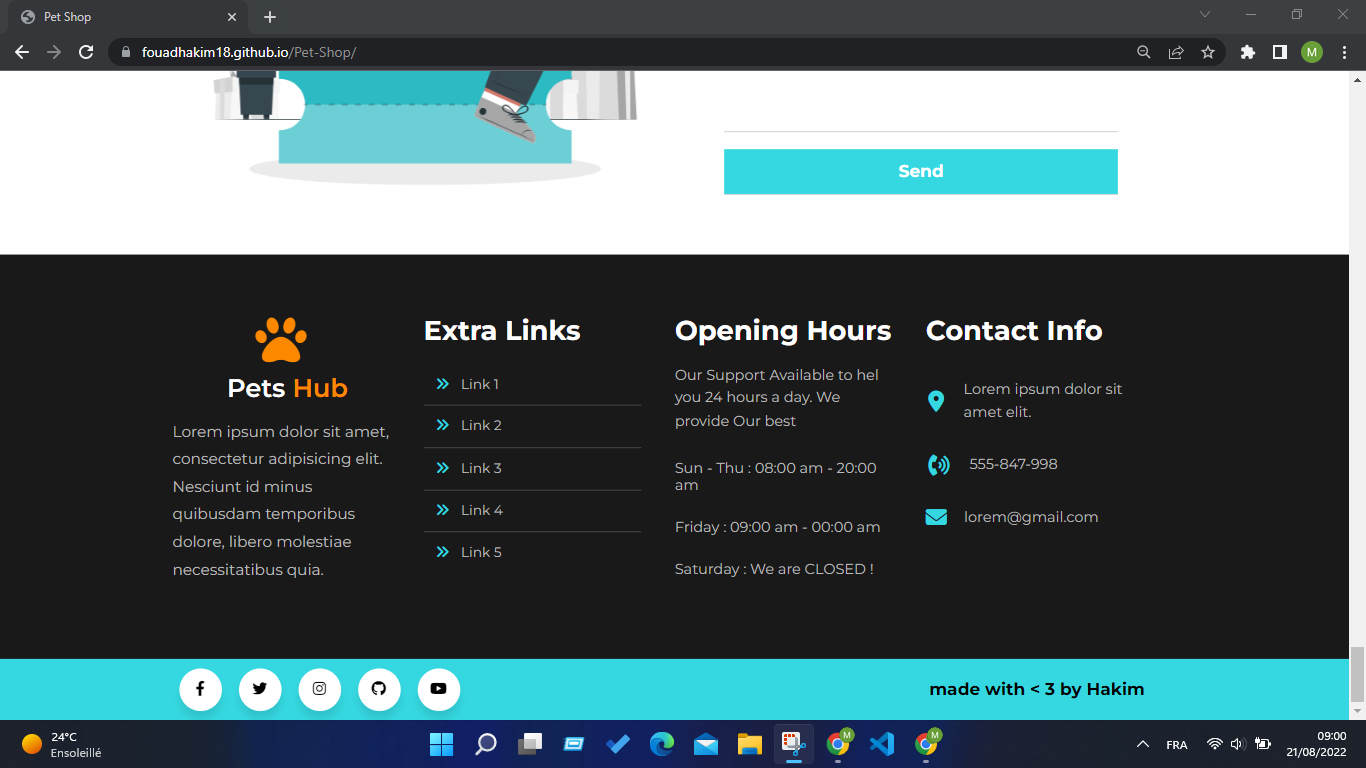 Pet Shop
fouadhakim18.github.io/Pet-Shop/
M
Send
Pets Hub
Lorem ipsum dolor sit amet,
consectetur adipisicing elit.
Nesciunt id minus
quibusdam temporibus
dolore, libero molestiae
necessitatibus quia.
Extra Links
Link 1
Link 2
Link 3
Link 4
Link 5
Opening Hours
Our Support Available to hel
you 24 hours a day. We
provide Our best
Sun - Thu : 08:00 am - 20:00
am
Friday : 09:00 am - 00:00 am
Saturday : We are CLOSED !
Contact Info
Lorem ipsum dolor sit
amet elit.
555-847-998
lorem@gmail.com
made with < 3 by Hakim
24°C
Ensoleillé
M
M
FRA
09:00
21/08/2022